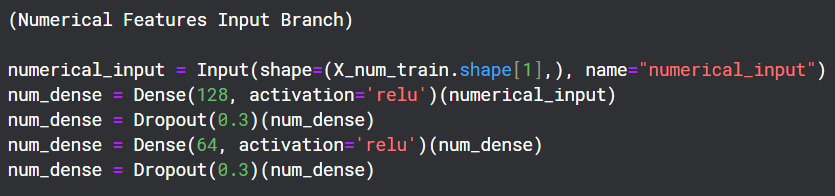 (Numerical Features Input Branch)
numerical_input = Input(shape=(X_num_train.shape[1],), name="numerical_input")
num_dense = Dense(128, activation='relu')(numerical_input)
num_dense = Dropout(0.3)(num_dense)
num_dense = Dense(64, activation='relu')(num_dense)
num_dense = Dropout(0.3)(num_dense)